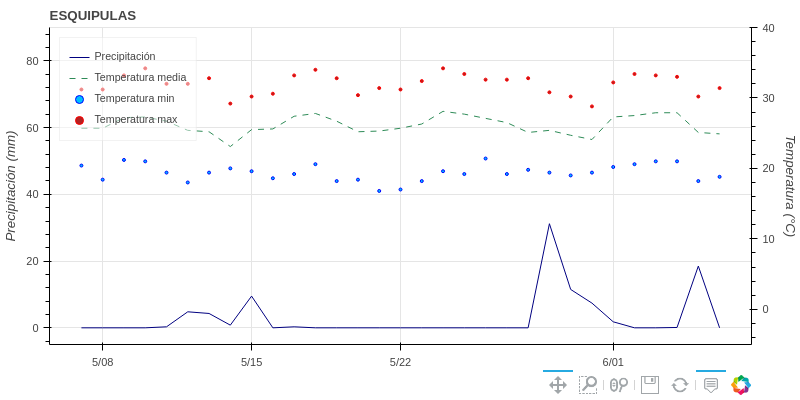 ESQUIPULAS
Precipitación
Temperatura media
Temperatura min
Temperatura max
Precipitación (mm)
80
60
40
20
0
Temperatura (°C)
40
30
20
10
0
5/08
5/15
5/22
6/01